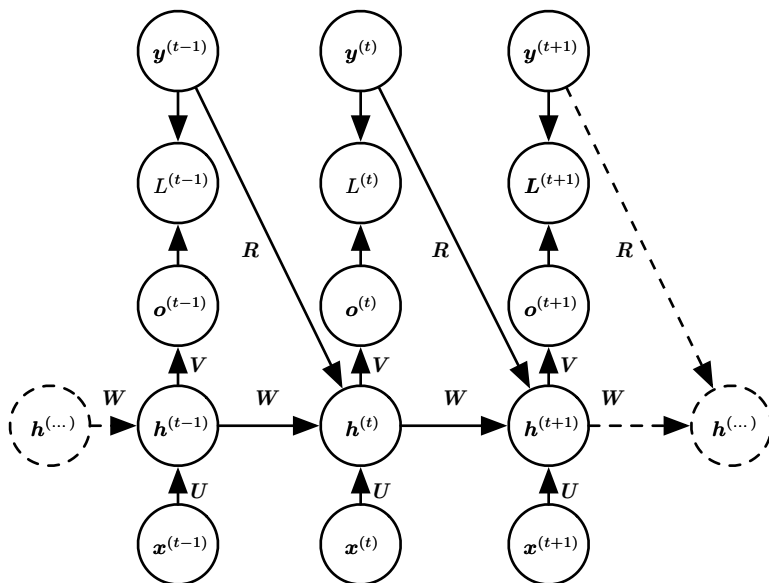 y(t−1) y(t) y(t+1)
L(t−1) L(t) L(t+1)
R R R
o(t−1) o(t) o(t+1)
V V V
W W W W
h(...) h(t−1) h(t) h(t+1) h(...)
U U U
x(t−1) x(t) x(t+1)